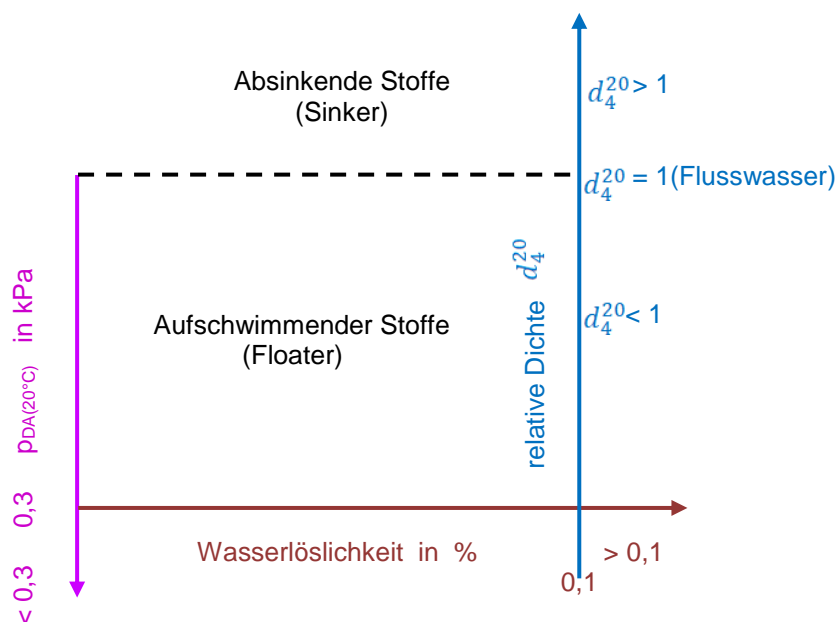 Absinkende Stoffe
(Sinker)
d₄²⁰ > 1
d₄²⁰ = 1(Flusswasser)
Aufschwimmender Stoffe
(Floater)
d₄²⁰ < 1
relative Dichte d₄²⁰
< 0,3 0,3 pDA(20°C) in kPa
Wasserlöslichkeit in %
> 0,1
0,1